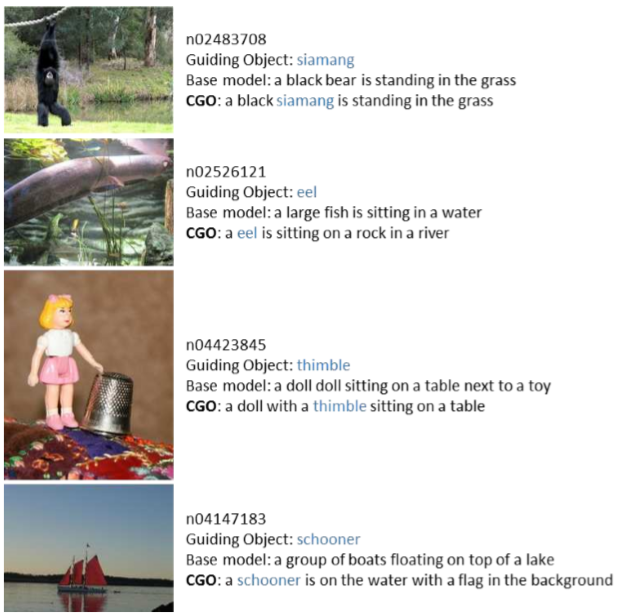 n02483708
Guiding Object: siamang
Base model: a black bear is standing in the grass
CGO: a black siamang is standing in the grass
n02526121
Guiding Object: eel
Base model: a large fish is sitting in a water
CGO: a eel is sitting on a rock in a river
n04423845
Guiding Object: thimble
Base model: a doll doll sitting on a table next to a toy
CGO: a doll with a thimble sitting on a table
n04147183
Guiding Object: schooner
Base model: a group of boats floating on top of a lake
CGO: a schooner is on the water with a flag in the background